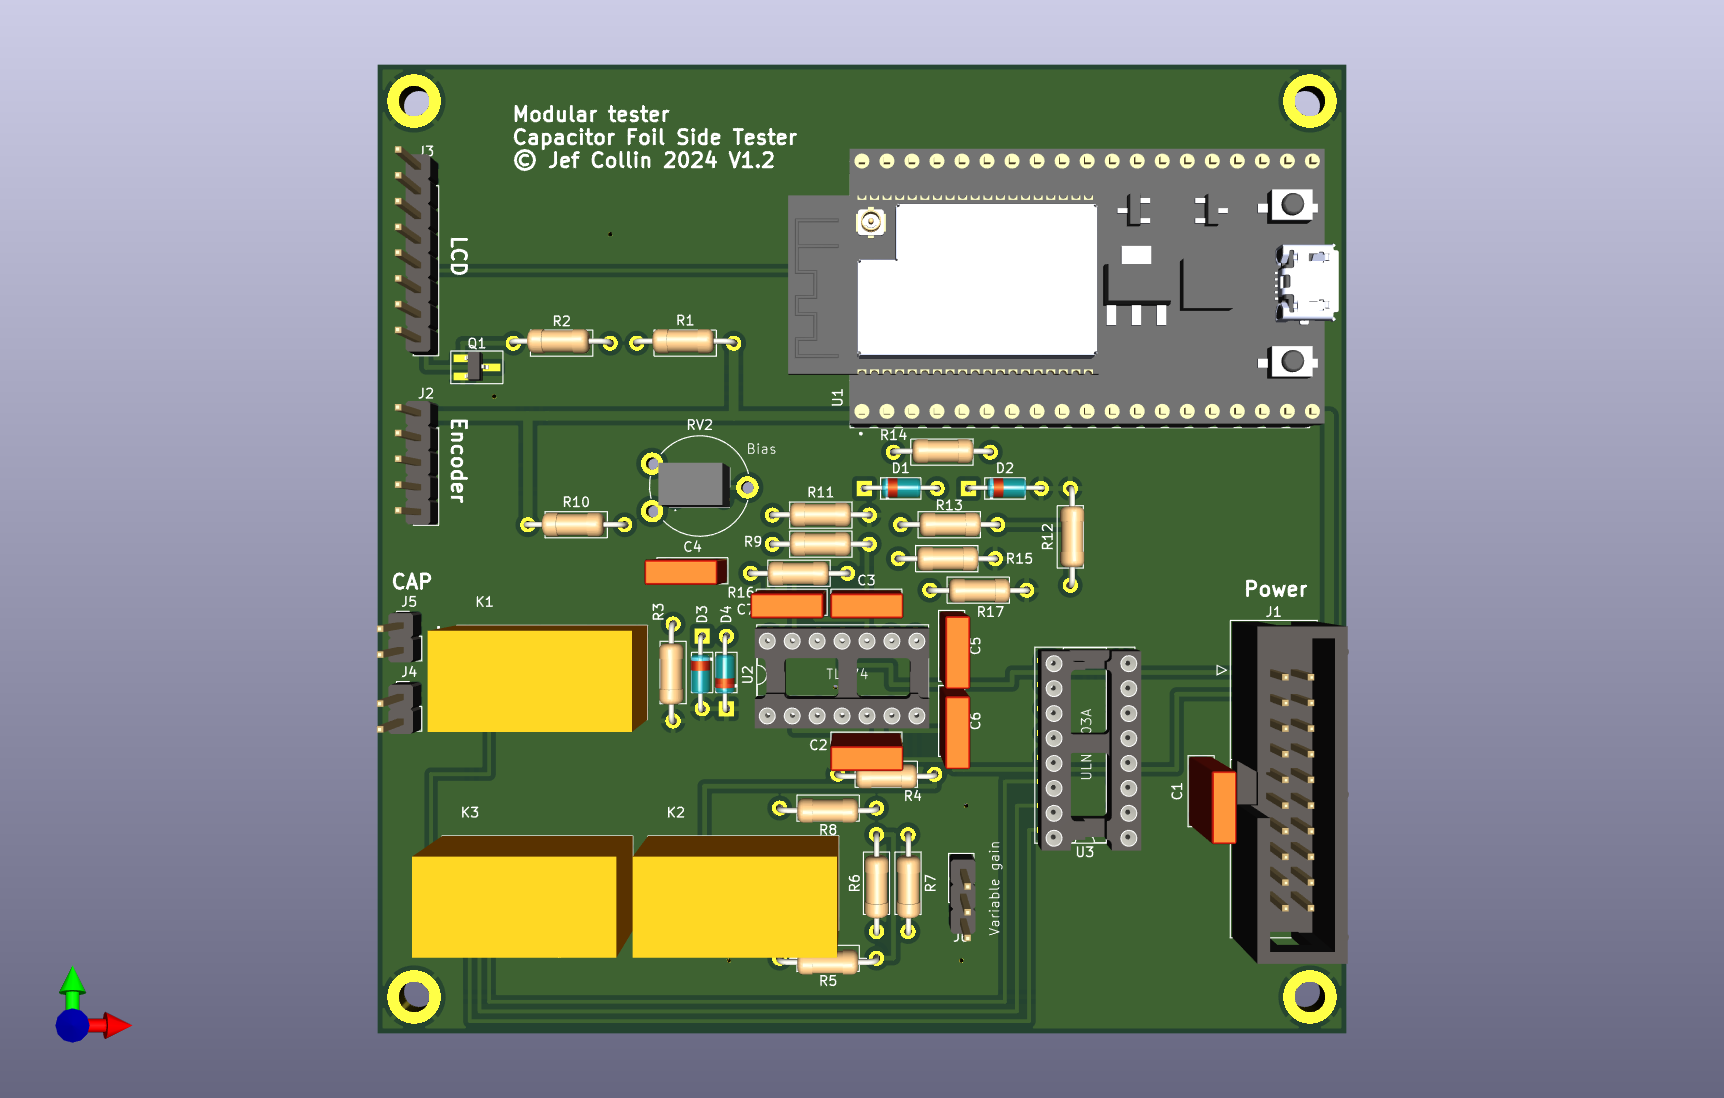 Modular tester
Capacitor Foil Side Tester
© Jef Collin 2024 V1.2
J3
LCD
R2
R1
Q1
U1
J2
Encoder
RV2
Bias
R14
D1
D2
R11
R10
R13
R12
R9
C4
R15
R16
C3
CAP
Power
J5
K1
R3
D3
D4
R17
J1
C5
J4
U2
C6
C2
R4
C1
K3
K2
R8
U3
R6
R7
Variable gain
R5